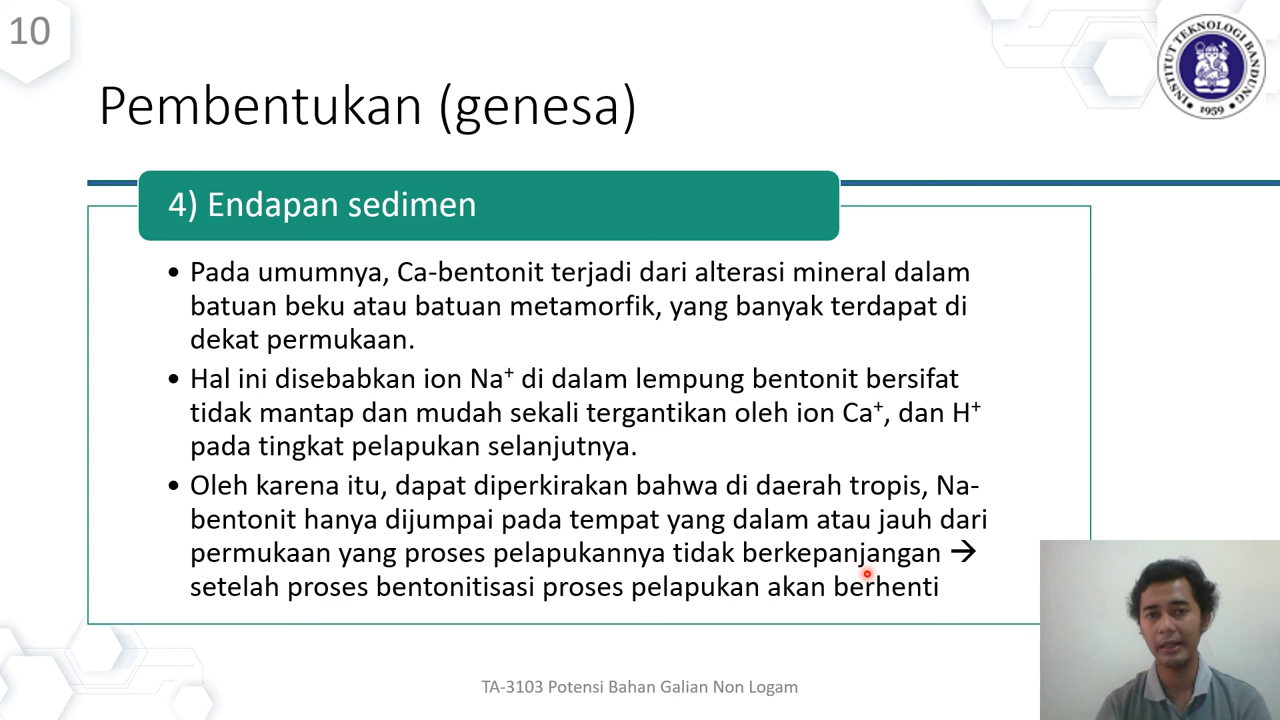 10
INSTITUT TEKNOLOGI BANDUNG
1959
Pembentukan (genesa)
4) Endapan sedimen
• Pada umumnya, Ca-bentonit terjadi dari alterasi mineral dalam
batuan beku atau batuan metamorfik, yang banyak terdapat di
dekat permukaan.
• Hal ini disebabkan ion Na⁺ di dalam lempung bentonit bersifat
tidak mantap dan mudah sekali tergantikan oleh ion Ca⁺, dan H⁺
pada tingkat pelapukan selanjutnya.
• Oleh karena itu, dapat diperkirakan bahwa di daerah tropis, Na-
bentonit hanya dijumpai pada tempat yang dalam atau jauh dari
permukaan yang proses pelapukannya tidak berkepanjangan →
setelah proses bentonitisasi proses pelapukan akan berhenti
TA-3103 Potensi Bahan Galian Non Logam